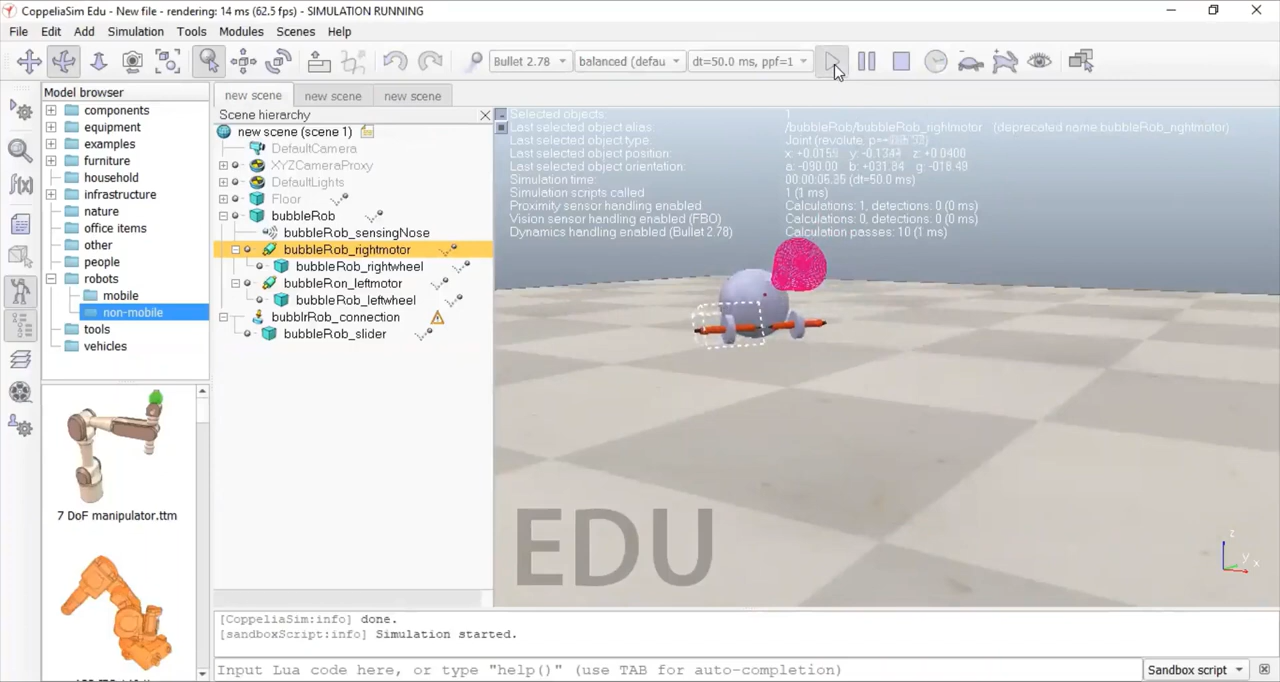 CoppeliaSim Edu - New file - rendering: 14 ms (62.5 fps) - SIMULATION RUNNING
File Edit Add Simulation Tools Modules Scenes Help
Bullet 2.78 balanced (defau dt=50.0 ms, ppf=1
Model browser
components
equipment
examples
furniture
household
infrastructure
nature
office items
other
people
robots
mobile
non-mobile
tools
vehicles
7 DoF manipulator.ttm
new scene new scene new scene
Scene hierarchy
new scene (scene 1)
DefaultCamera
XYZCameraProxy
DefaultLights
Floor
bubbleRob
bubbleRob_sensingNose
bubbleRob_rightmotor
bubbleRob_rightwheel
bubbleRon_leftmotor
bubbleRob_leftwheel
bubblrRob_connection
bubbleRob_slider
Selected objects: 1
Last selected object alias: /bubbleRob/bubbleRob_rightmotor (deprecated name:bubbleRob_rightmotor)
Last selected object type: Joint (revolute,
Last selected object position: x: y: z: +0.0400
Last selected object orientation: a: -090.00
Simulation time: (dt=50.0 ms)
Simulation scripts called 1 (1 ms)
Proximity sensor handling enabled Calculations: 1, detections: 0 (0 ms)
Vision sensor handling enabled (FBO) Calculations: 0, detections: 0 (0 ms)
Dynamics handling enabled (Bullet 2.78) Calculation passes: 10 (1 ms)
EDU
z
y
x
[CoppeliaSim:info] done.
[sandboxScript:info] Simulation started.
Input Lua code here, or type "help()" (use TAB for auto-completion)
Sandbox script